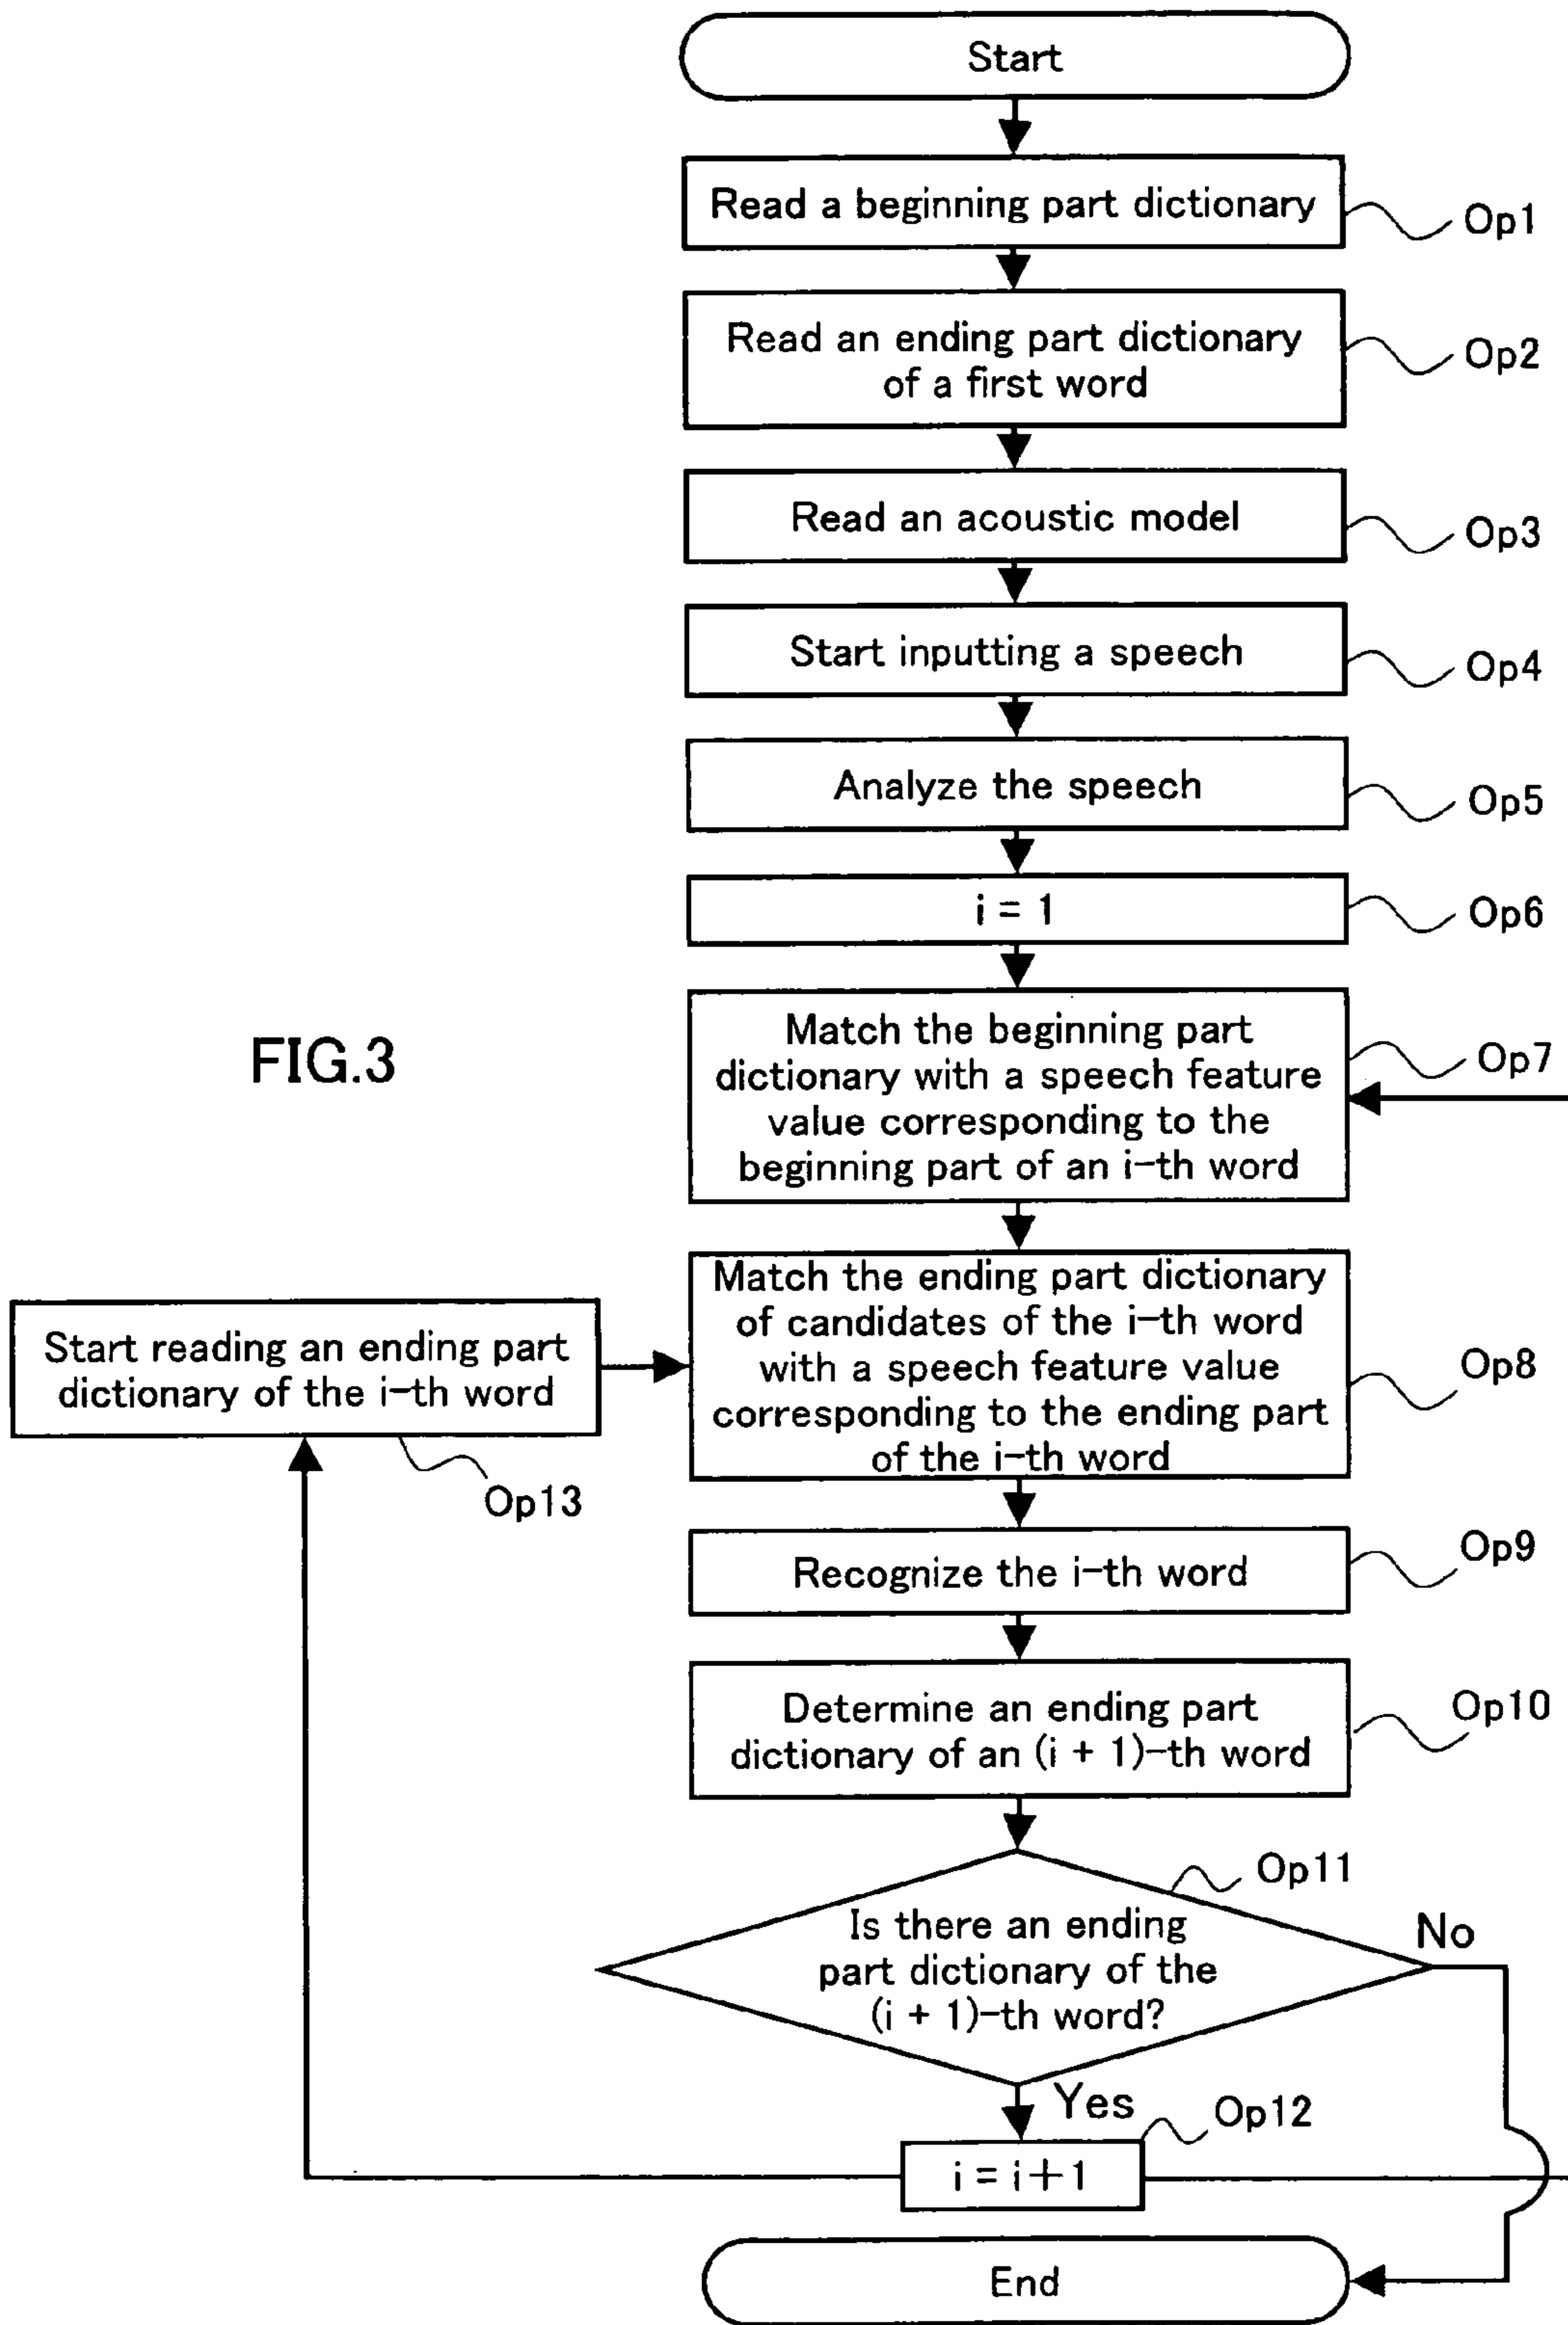 Start
Read a beginning part dictionary
Op1
Read an ending part dictionary
of a first word
Op2
Read an acoustic model
Op3
Start inputting a speech
Op4
Analyze the speech
Op5
i = 1
Op6
FIG.3
Match the beginning part
dictionary with a speech feature
value corresponding to the
beginning part of an i-th word
Op7
Start reading an ending part
dictionary of the i-th word
Op13
Match the ending part dictionary
of candidates of the i-th word
with a speech feature value
corresponding to the ending part
of the i-th word
Op8
Recognize the i-th word
Op9
Determine an ending part
dictionary of an (i + 1)-th word
Op10
Is there an ending
part dictionary of the
(i + 1)-th word?
Op11
No
Yes
i = i+1
Op12
End